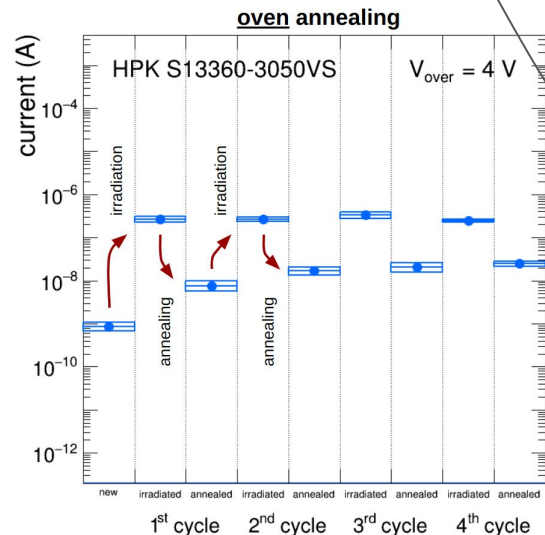 oven annealing
current (A)
HPK S13360-3050VS
V_over = 4 V
10⁻⁴
10⁻⁶
10⁻⁸
10⁻¹⁰
10⁻¹²
irradiation
annealing
irradiation
annealing
new irradiated annealed irradiated annealed irradiated annealed irradiated annealed
1ˢᵗ cycle 2ⁿᵈ cycle 3ʳᵈ cycle 4ᵗʰ cycle